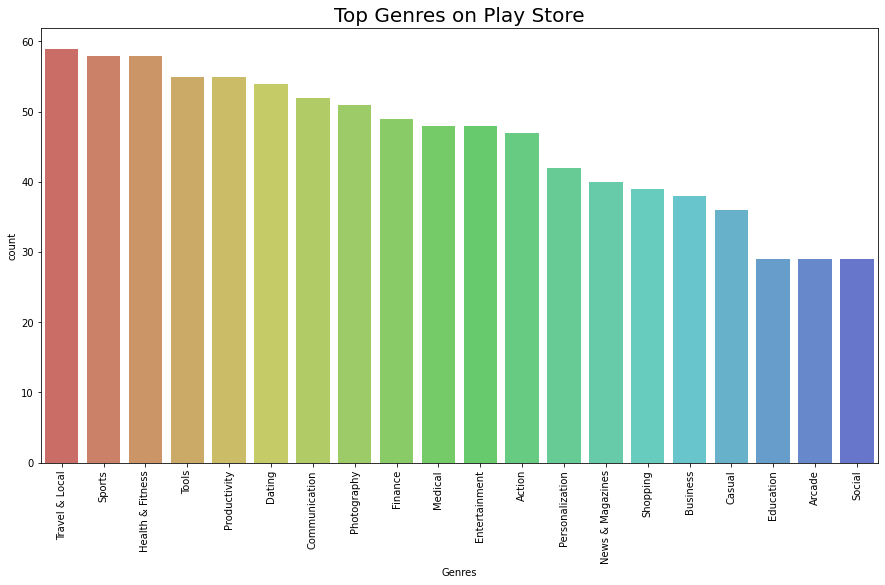 Top Genres on Play Store
60
50
40
30
20
10
0
count
Travel & Local
Sports
Health & Fitness
Tools
Productivity
Dating
Communication
Photography
Finance
Medical
Entertainment
Action
Personalization
News & Magazines
Shopping
Business
Casual
Education
Arcade
Social
Genres